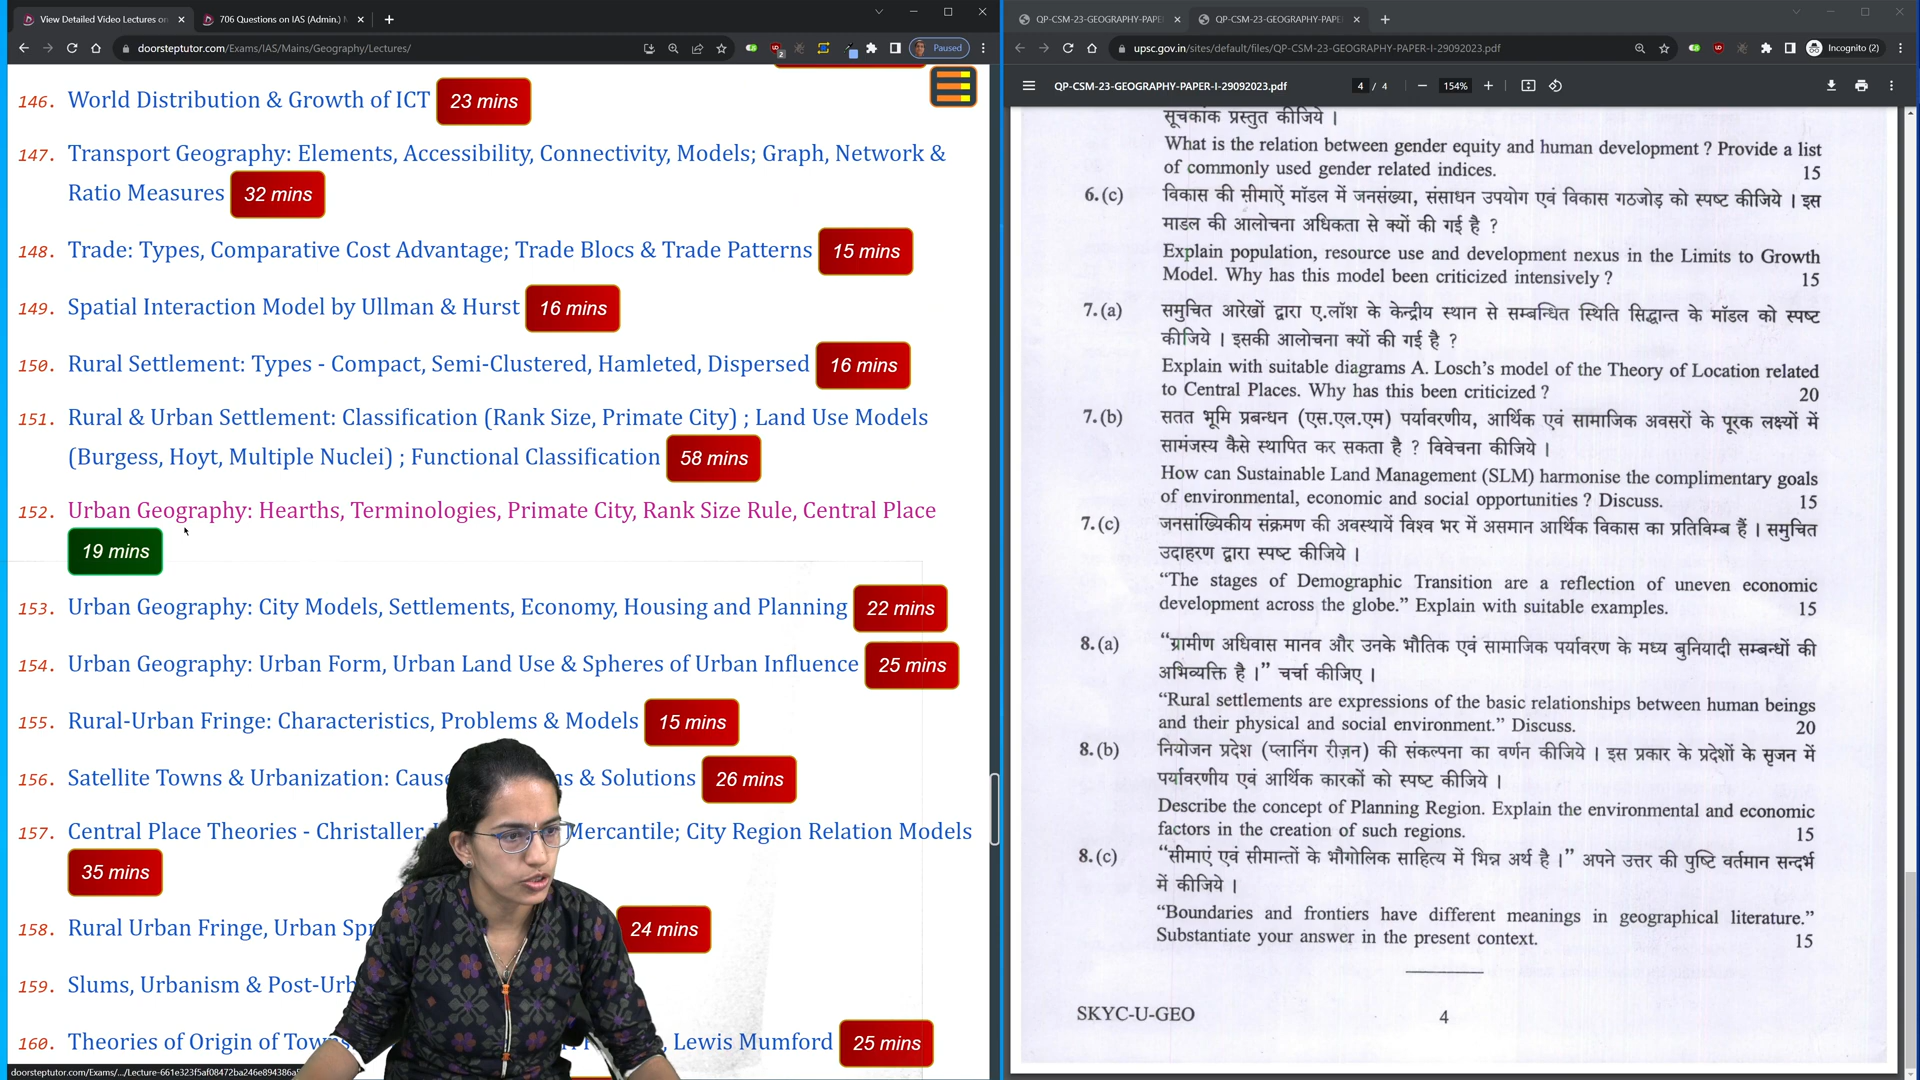 View Detailed Video Lectures on
706 Questions on IAS (Admin.)
doorsteptutor.com/Exams/IAS/Mains/Geography/Lectures/
Paused
146. World Distribution & Growth of ICT 23 mins
147. Transport Geography: Elements, Accessibility, Connectivity, Models; Graph, Network &
Ratio Measures 32 mins
148. Trade: Types, Comparative Cost Advantage; Trade Blocs & Trade Patterns 15 mins
149. Spatial Interaction Model by Ullman & Hurst 16 mins
150. Rural Settlement: Types - Compact, Semi-Clustered, Hamleted, Dispersed 16 mins
151. Rural & Urban Settlement: Classification (Rank Size, Primate City) ; Land Use Models
(Burgess, Hoyt, Multiple Nuclei) ; Functional Classification 58 mins
152. Urban Geography: Hearths, Terminologies, Primate City, Rank Size Rule, Central Place
19 mins
153. Urban Geography: City Models, Settlements, Economy, Housing and Planning 22 mins
154. Urban Geography: Urban Form, Urban Land Use & Spheres of Urban Influence 25 mins
155. Rural-Urban Fringe: Characteristics, Problems & Models 15 mins
156. Satellite Towns & Urbanization: & Solutions 26 mins
157. Central Place Theories - Christaller, Mercantile; City Region Relation Models
35 mins
158. Rural Urban Fringe, Urban 24 mins
159. Slums, Urbanism &
160. Theories of Origin of Lewis Mumford 25 mins
QP-CSM-23-GEOGRAPHY-PAPE
QP-CSM-23-GEOGRAPHY-PAPE
upsc.gov.in/sites/default/files/QP-CSM-23-GEOGRAPHY-PAPER-I-29092023.pdf
Incognito (2)
QP-CSM-23-GEOGRAPHY-PAPER-I-29092023.pdf 4 / 4 154%
सूचकांक प्रस्तुत कीजिये ।
What is the relation between gender equity and human development ? Provide a list
of commonly used gender related indices. 15
6.(c) विकास की सीमाऐं मॉडल में जनसंख्या, संसाधन उपयोग एवं विकास गठजोड़ को स्पष्ट कीजिये । इस
माडल की आलोचना अधिकता से क्यों की गई है ?
Explain population, resource use and development nexus in the Limits to Growth
Model. Why has this model been criticized intensively ? 15
7.(a) समुचित आरेखों द्वारा ए.लॉश के केन्द्रीय स्थान से सम्बन्धित स्थिति सिद्धान्त के मॉडल को स्पष्ट
कीजिये । इसकी आलोचना क्यों की गई है ?
Explain with suitable diagrams A. Losch's model of the Theory of Location related
to Central Places. Why has this been criticized ? 20
7.(b) सतत भूमि प्रबन्धन (एस.एल.एम) पर्यावरणीय, आर्थिक एवं सामाजिक अवसरों के पूरक लक्ष्यों में
सामंजस्य कैसे स्थापित कर सकता है ? विवेचना कीजिये ।
How can Sustainable Land Management (SLM) harmonise the complimentary goals
of environmental, economic and social opportunities ? Discuss. 15
7.(c) जनसांख्यिकीय संक्रमण की अवस्थायें विश्व भर में असमान आर्थिक विकास का प्रतिविम्ब हैं । समुचित
उदाहरण द्वारा स्पष्ट कीजिये ।
“The stages of Demographic Transition are a reflection of uneven economic
development across the globe.” Explain with suitable examples. 15
8.(a) “ग्रामीण अधिवास मानव और उनके भौतिक एवं सामाजिक पर्यावरण के मध्य बुनियादी सम्बन्धों की
अभिव्यक्ति है ।” चर्चा कीजिए ।
“Rural settlements are expressions of the basic relationships between human beings
and their physical and social environment.” Discuss. 20
8.(b) नियोजन प्रदेश (प्लानिंग रीज़न) की संकल्पना का वर्णन कीजिये । इस प्रकार के प्रदेशों के सृजन में
पर्यावरणीय एवं आर्थिक कारकों को स्पष्ट कीजिये ।
Describe the concept of Planning Region. Explain the environmental and economic
factors in the creation of such regions. 15
8.(c) “सीमाएं एवं सीमान्तों के भौगोलिक साहित्य में भिन्न अर्थ है ।” अपने उत्तर की पुष्टि वर्तमान सन्दर्भ
में कीजिये ।
“Boundaries and frontiers have different meanings in geographical literature.”
Substantiate your answer in the present context. 15
SKYC-U-GEO 4